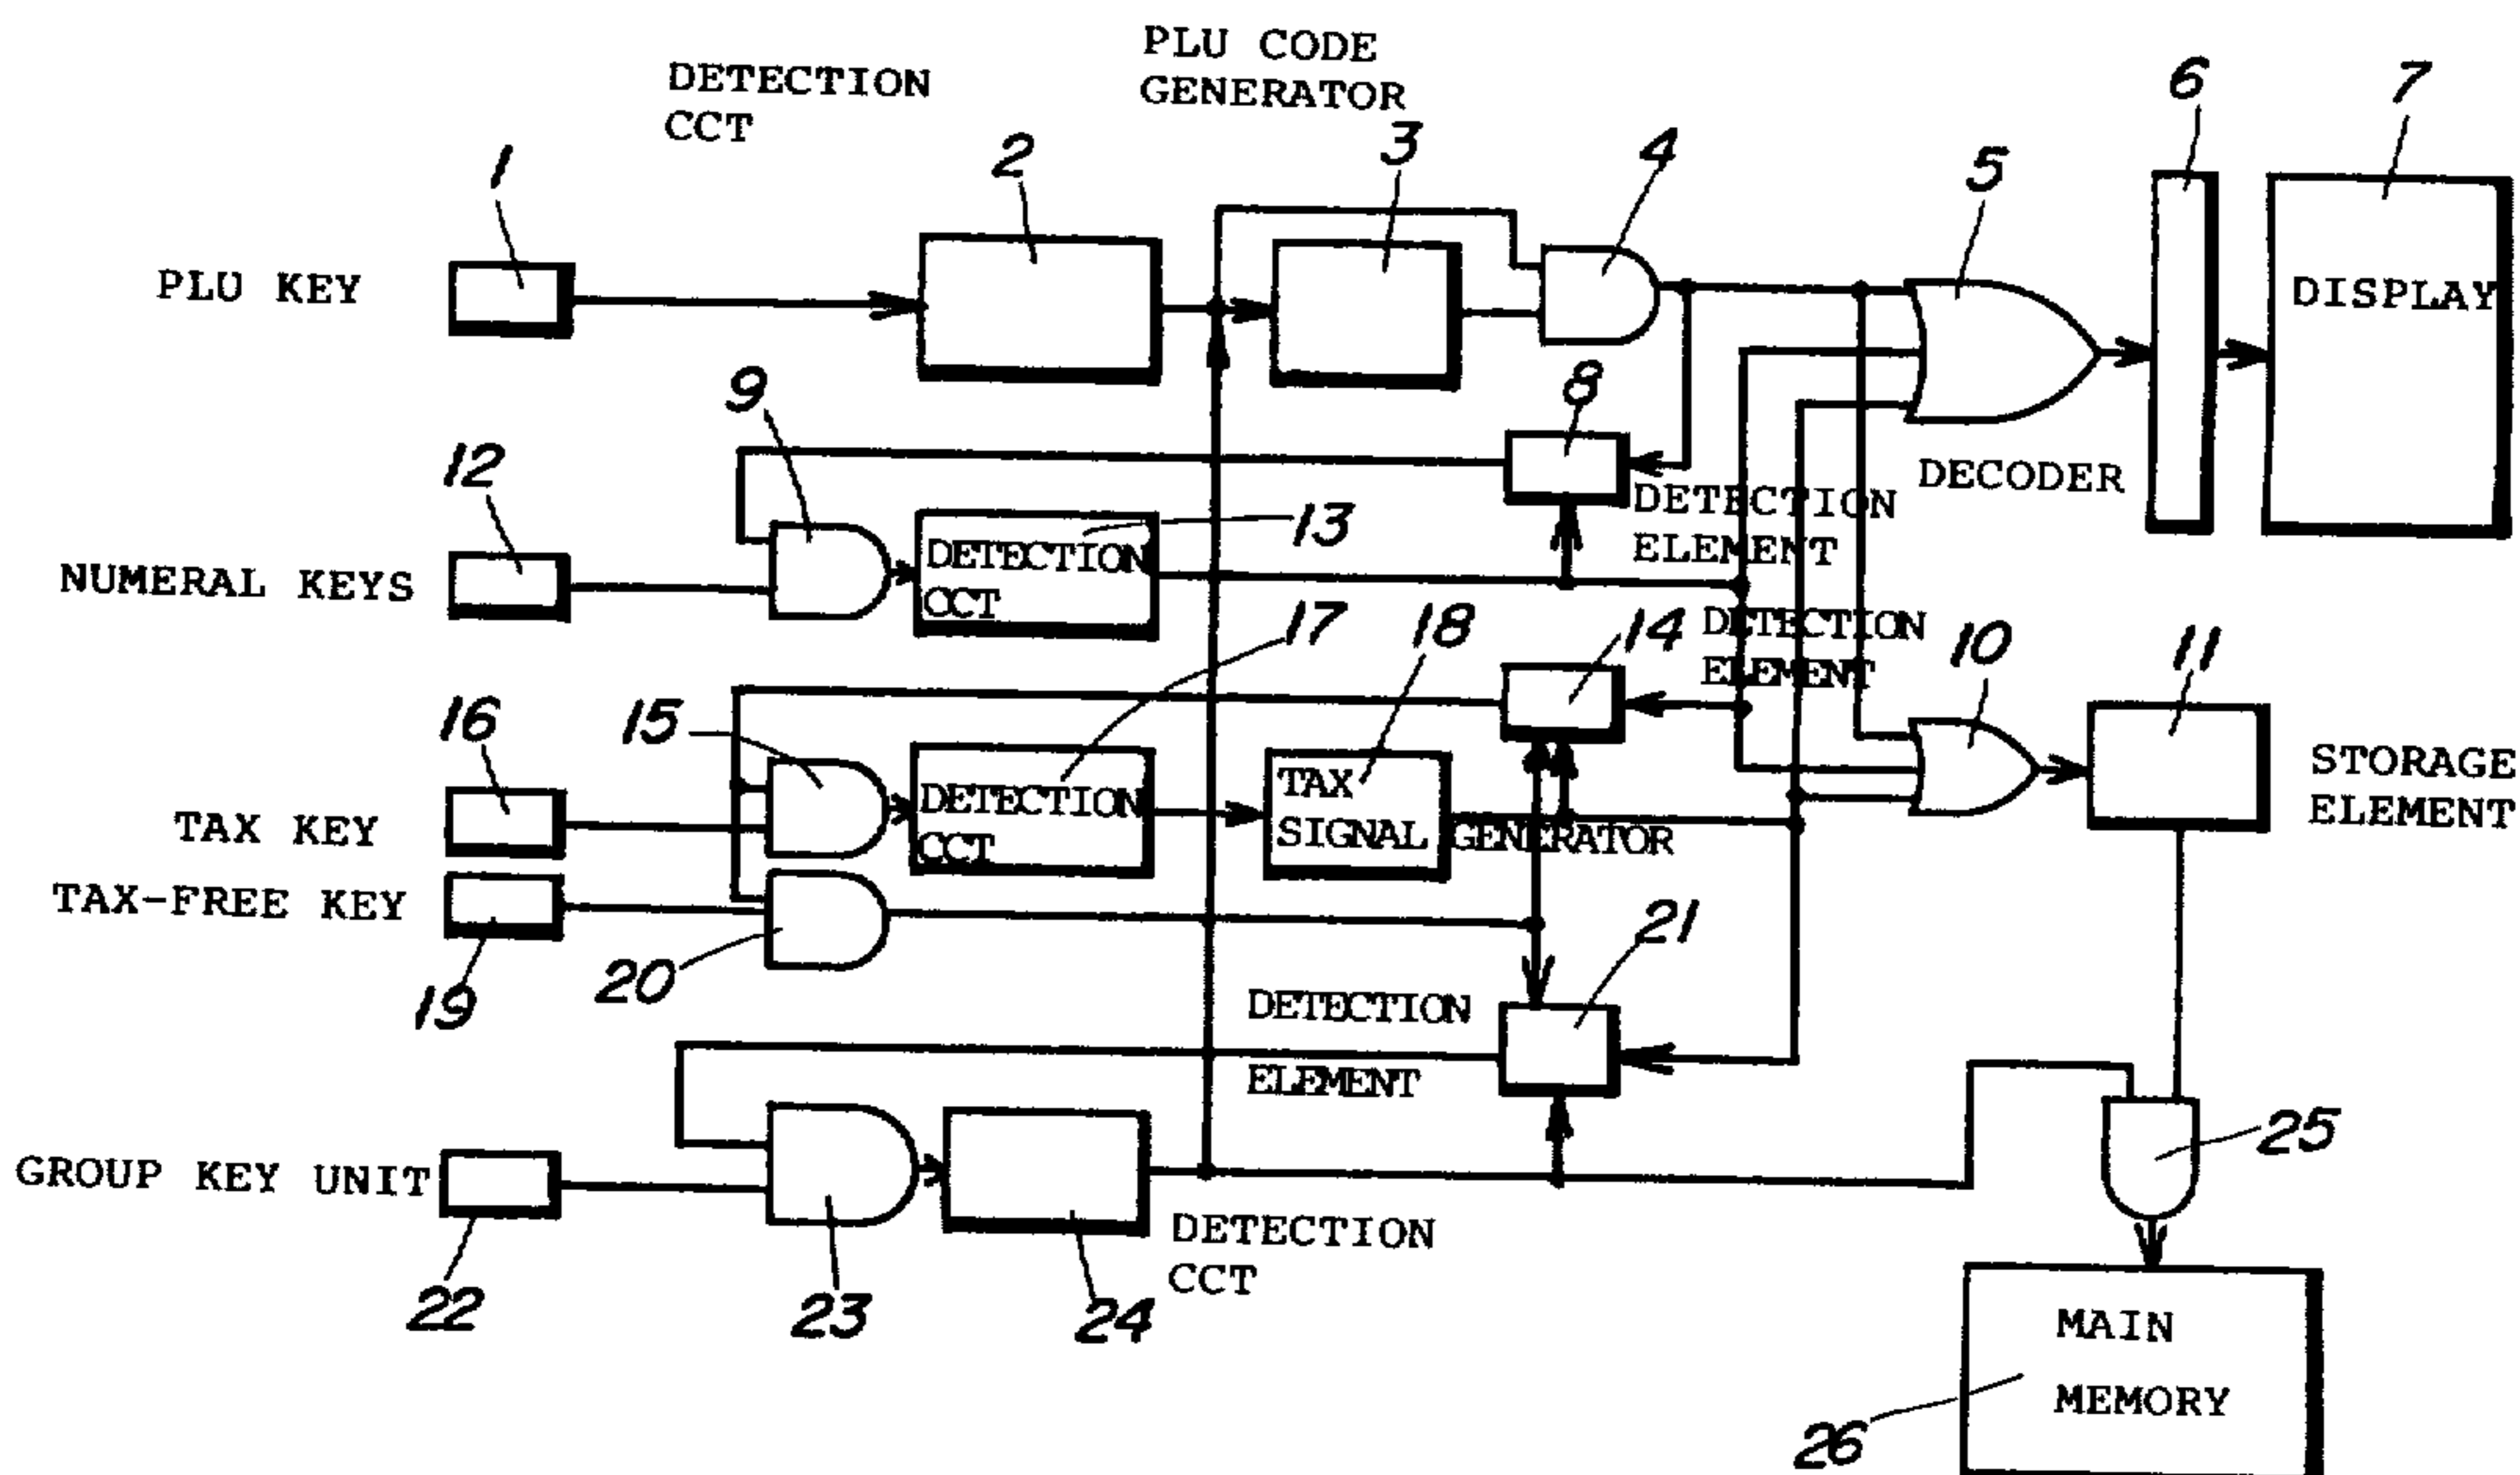 PLU CODE
GENERATOR
DETECTION
CCT
6
7
1
2
3
4
5
PLU KEY
DISPLAY
9
8
12
DECODER
DETECTION
ELEMENT
13
DETECTION
CCT
NUMERAL KEYS
17
18
14
DETECTION
ELEMENT
10
11
16
15
STORAGE
ELEMENT
DETECTION
CCT
TAX
SIGNAL GENERATOR
TAX KEY
TAX-FREE KEY
21
20
19
DETECTION
ELEMENT
25
GROUP KEY UNIT
DETECTION
CCT
22
23
24
MAIN
MEMORY
26